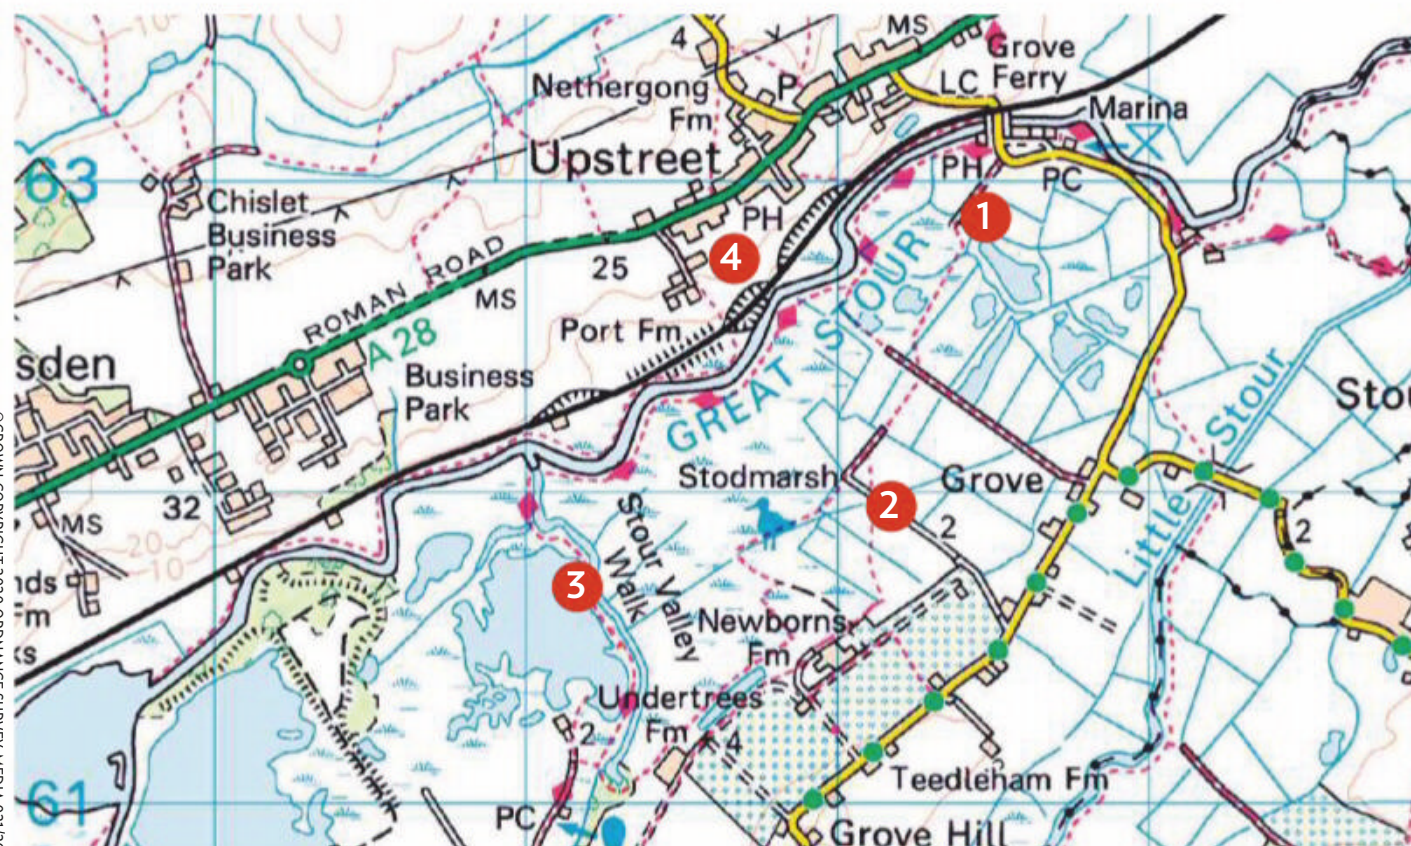 MS
Grove
Ferry
4
Nethergong
Fm
P
LC
Marina
Upstreet
63
PH
PC
Chislet
Business
Park
1
PH
4
25
ROMAN ROAD
MS
A 28
Port Fm
GREAT STOUR
sden
Business
Park
Little Stour
Stou
Stodmarsh
Grove
2
2
2
32
MS
20
10
Stour Valley
Walk
3
nds
Fm
ks
Newborns
Fm
Undertrees
Fm
2
4
Teedleham Fm
61
PC
Grove Hill